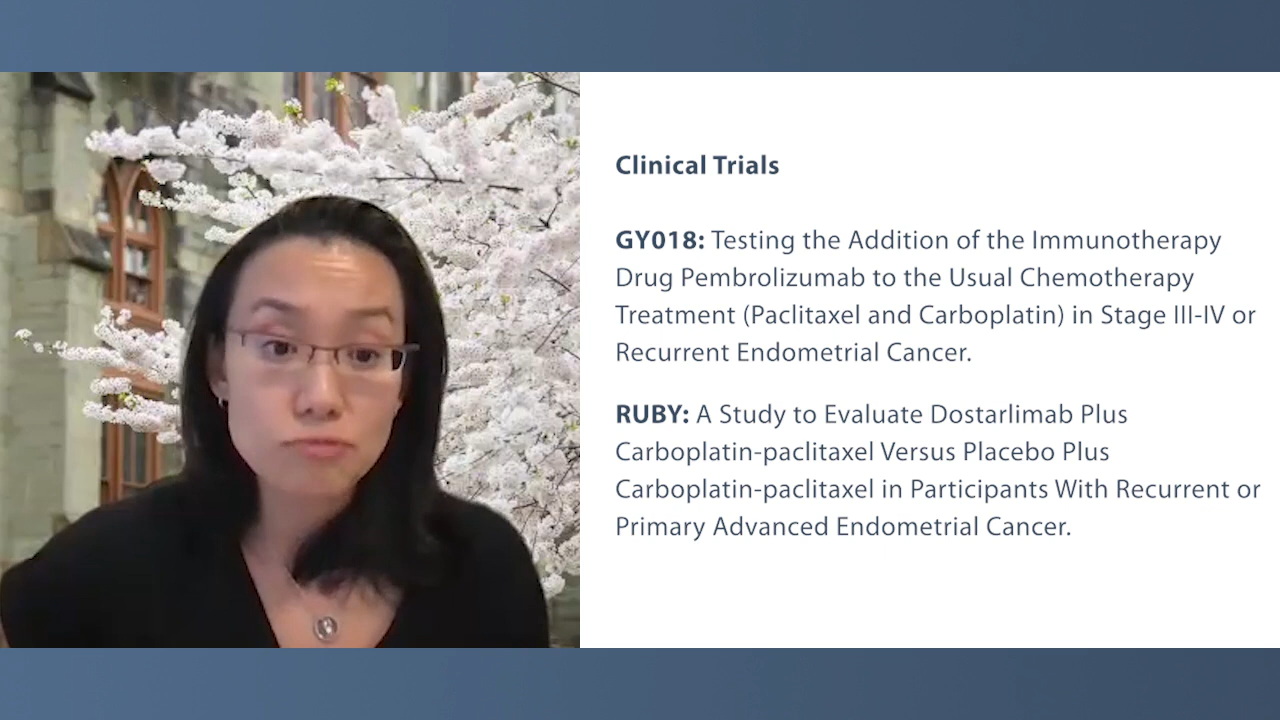 Clinical Trials
GY018: Testing the Addition of the Immunotherapy
Drug Pembrolizumab to the Usual Chemotherapy
Treatment (Paclitaxel and Carboplatin) in Stage III-IV or
Recurrent Endometrial Cancer.
RUBY: A Study to Evaluate Dostarlimab Plus
Carboplatin-paclitaxel Versus Placebo Plus
Carboplatin-paclitaxel in Participants With Recurrent or
Primary Advanced Endometrial Cancer.